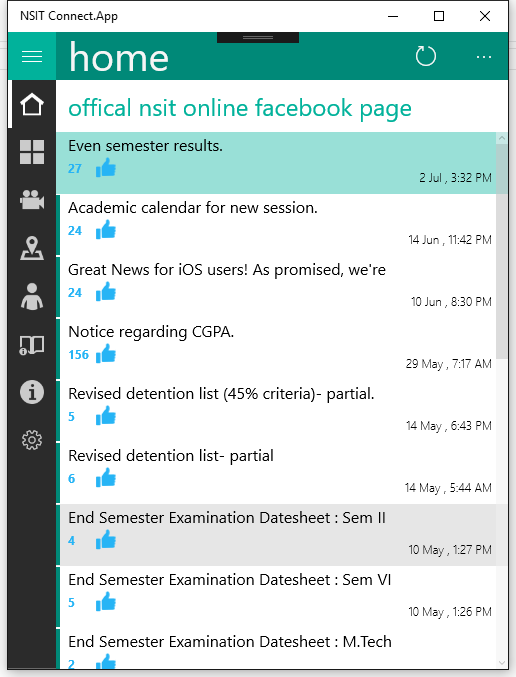 NSIT Connect.App
home
offical nsit online facebook page
Even semester results.
27
2 Jul , 3:32 PM
Academic calendar for new session.
24
14 Jun , 11:42 PM
Great News for iOS users! As promised, we're
24
10 Jun , 8:30 PM
Notice regarding CGPA.
156
29 May , 7:17 AM
Revised detention list (45% criteria)- partial.
5
14 May , 6:43 PM
Revised detention list- partial
6
14 May , 5:44 AM
End Semester Examination Datesheet : Sem II
4
10 May , 1:27 PM
End Semester Examination Datesheet : Sem VI
5
10 May , 1:26 PM
End Semester Examination Datesheet : M.Tech
2